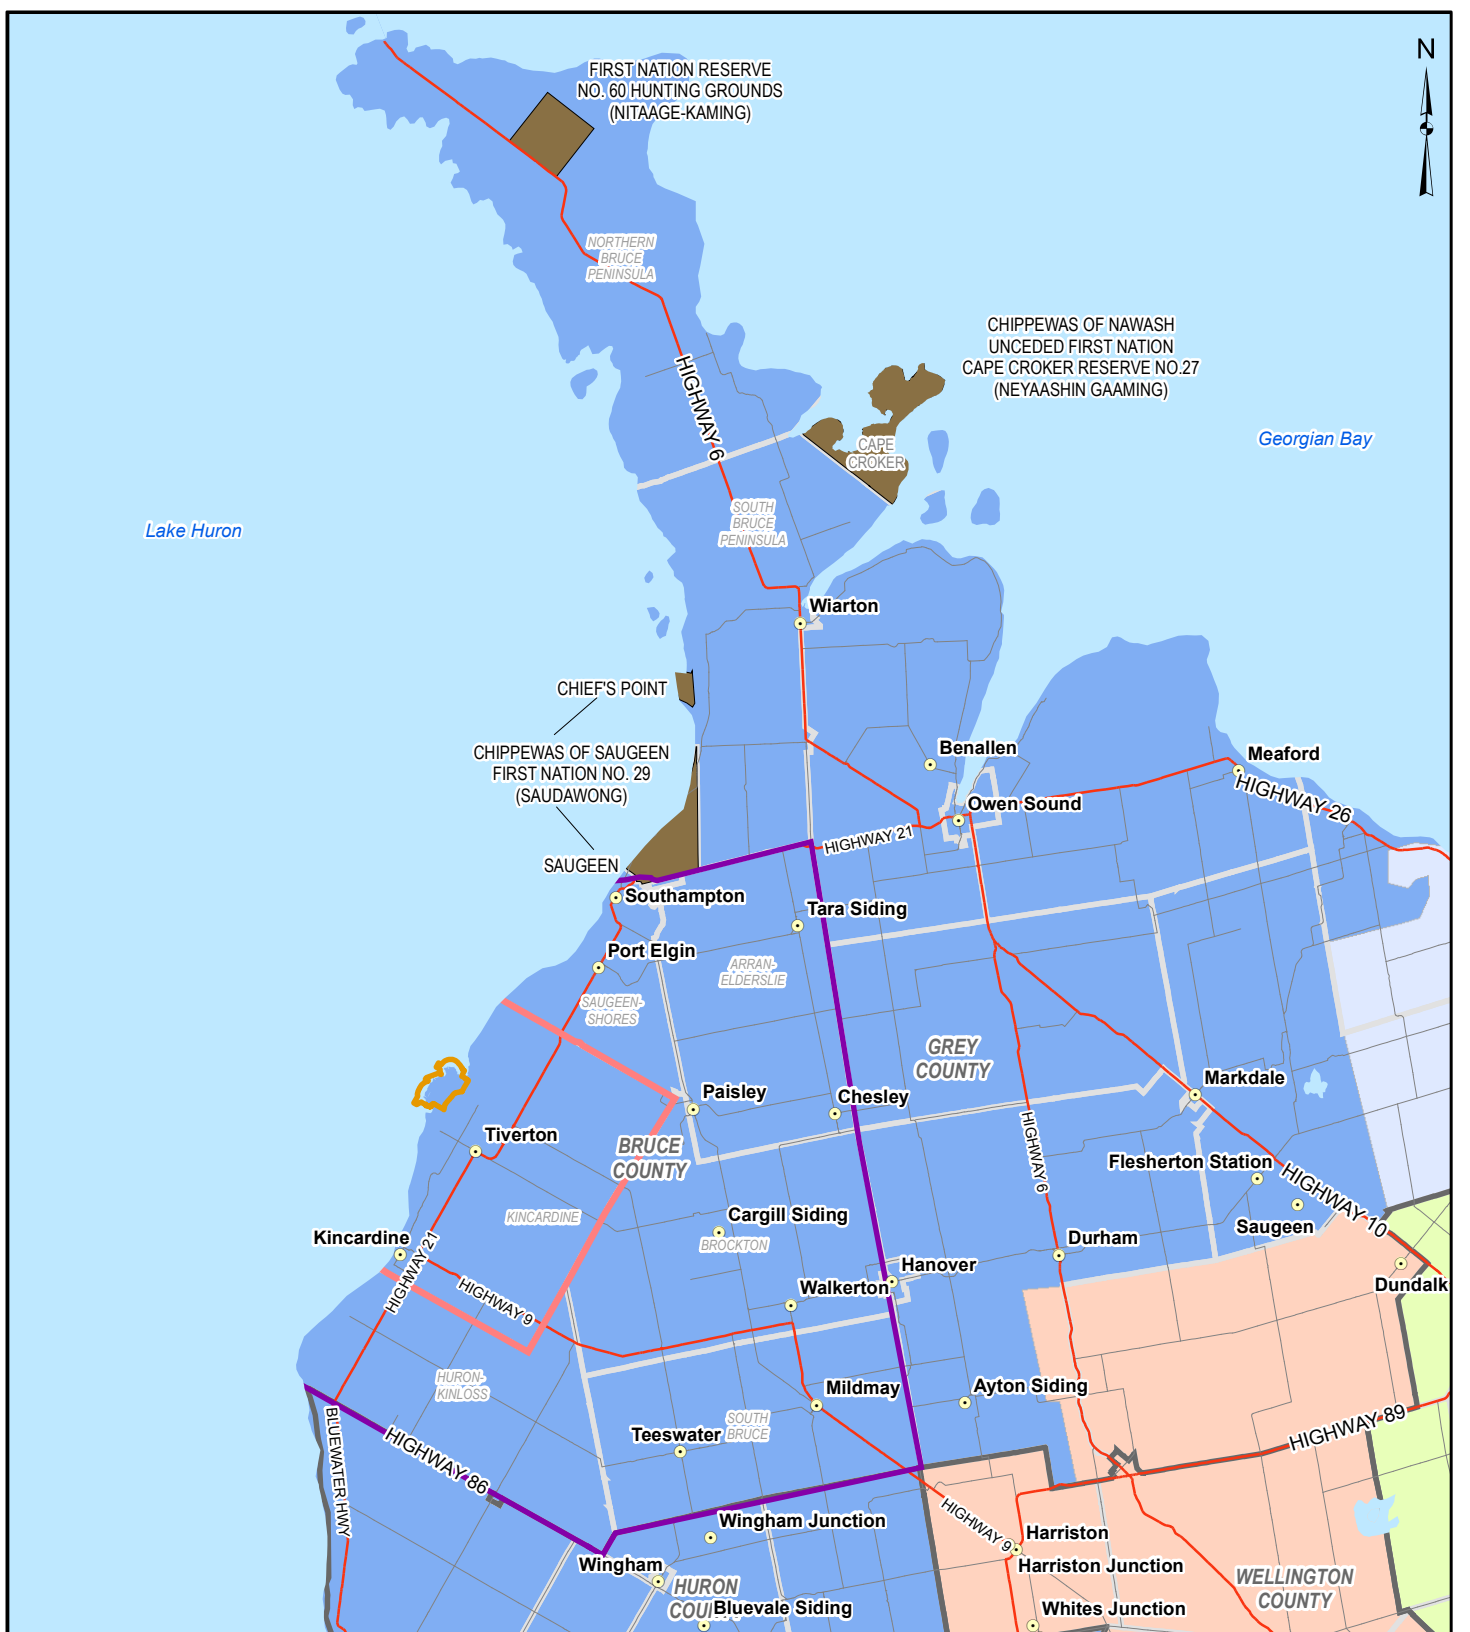 N
FIRST NATION RESERVE
NO. 60 HUNTING GROUNDS
(NITAAGE-KAMING)
NORTHERN
BRUCE
PENINSULA
CHIPPEWAS OF NAWASH
UNCEDED FIRST NATION
CAPE CROKER RESERVE NO.27
(NEYAASHIN GAAMING)
HIGHWAY 6
Georgian Bay
CAPE
CROKER
Lake Huron
SOUTH
BRUCE
PENINSULA
Wiarton
CHIEF'S POINT
CHIPPEWAS OF SAUGEEN
FIRST NATION NO. 29
(SAUDAWONG)
SAUGEEN
Benallen
Meaford
HIGHWAY 26
Owen Sound
HIGHWAY 21
Southampton
Tara Siding
Port Elgin
ARRAN-
ELDERSLIE
SAUGEEN-
SHORES
GREY
COUNTY
Paisley
Chesley
Markdale
Tiverton
BRUCE
COUNTY
HIGHWAY 6
Flesherton Station
HIGHWAY 10
KINCARDINE
Cargill Siding
BROCKTON
Saugeen
Kincardine
HIGHWAY 21
Durham
Hanover
Dundalk
HIGHWAY 9
Walkerton
HURON-
KINLOSS
Mildmay
Ayton Siding
SOUTH
BRUCE
Teeswater
HIGHWAY 89
BLUEWATER HWY
HIGHWAY 86
HIGHWAY 9
Wingham Junction
Harriston
Harriston Junction
Wingham
HURON
COU
Bluevale Siding
WELLINGTON
COUNTY
Whites Junction